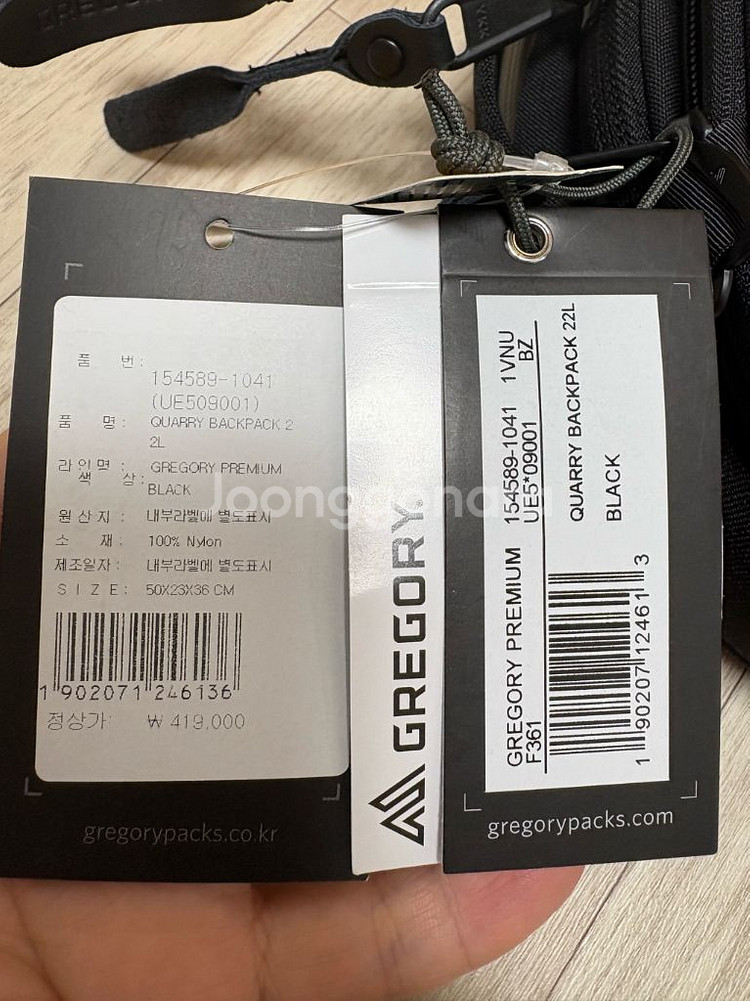 품 번:
154589-1041
(UE509001)
품 명: QUARRY BACKPACK 2
2L
라인명: GREGORY PREMIUM
색 상: BLACK
원산지: 내부라벨에 별도표시
소 재: 100% Nylon
제조일자: 내부라벨에 별도표시
SIZE: 50X23X36 CM
1 902071 246136
정상가: ₩ 419,000
gregorypacks.co.kr
GREGORY.
GREGORY PREMIUM 154589-1041 1VNU
F361 UE5*09001 BZ
QUARRY BACKPACK 22L
BLACK
1 90207 12461 3
gregorypacks.com
Joonggonara